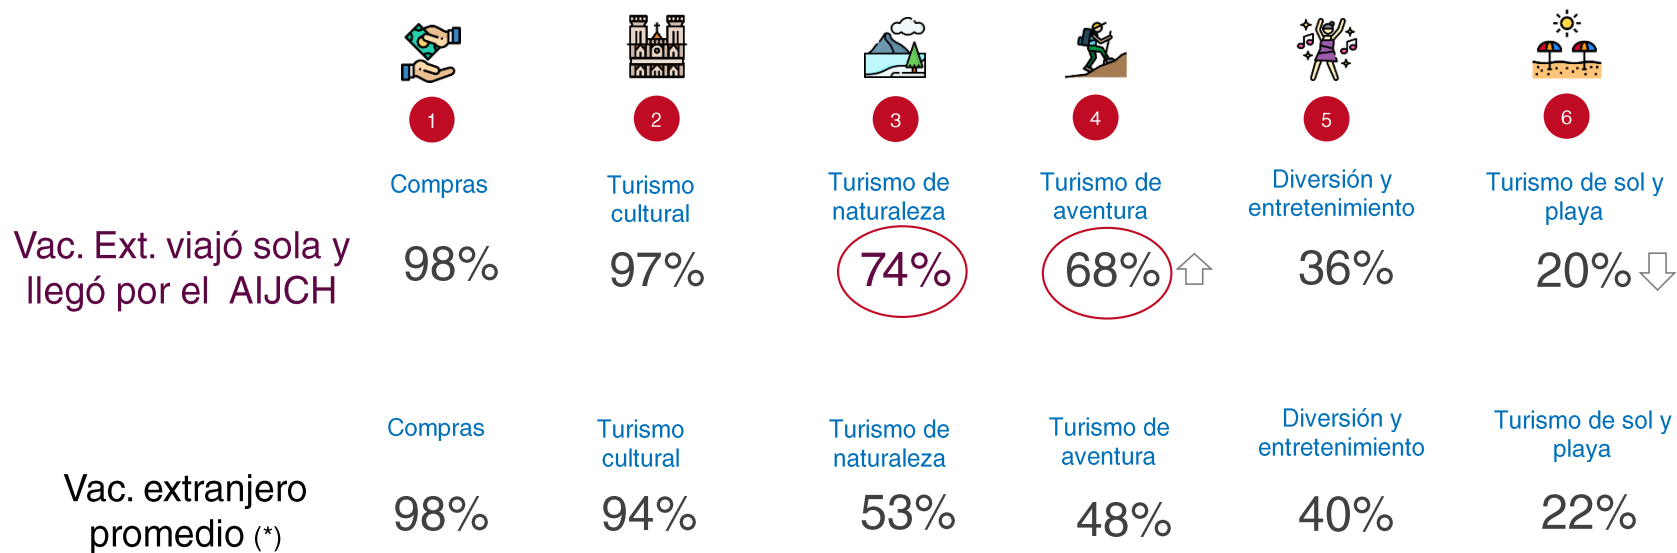 1
2
3
4
5
6
Compras
Turismo
cultural
Turismo de
naturaleza
Turismo de
aventura
Diversión y
entretenimiento
Turismo de sol y
playa
Vac. Ext. viajó sola y
llegó por el AIJCH
98%
97%
74%
68%
36%
20%
Compras
Turismo
cultural
Turismo de
naturaleza
Turismo de
aventura
Diversión y
entretenimiento
Turismo de sol y
playa
Vac. extranjero
promedio (*)
98%
94%
53%
48%
40%
22%